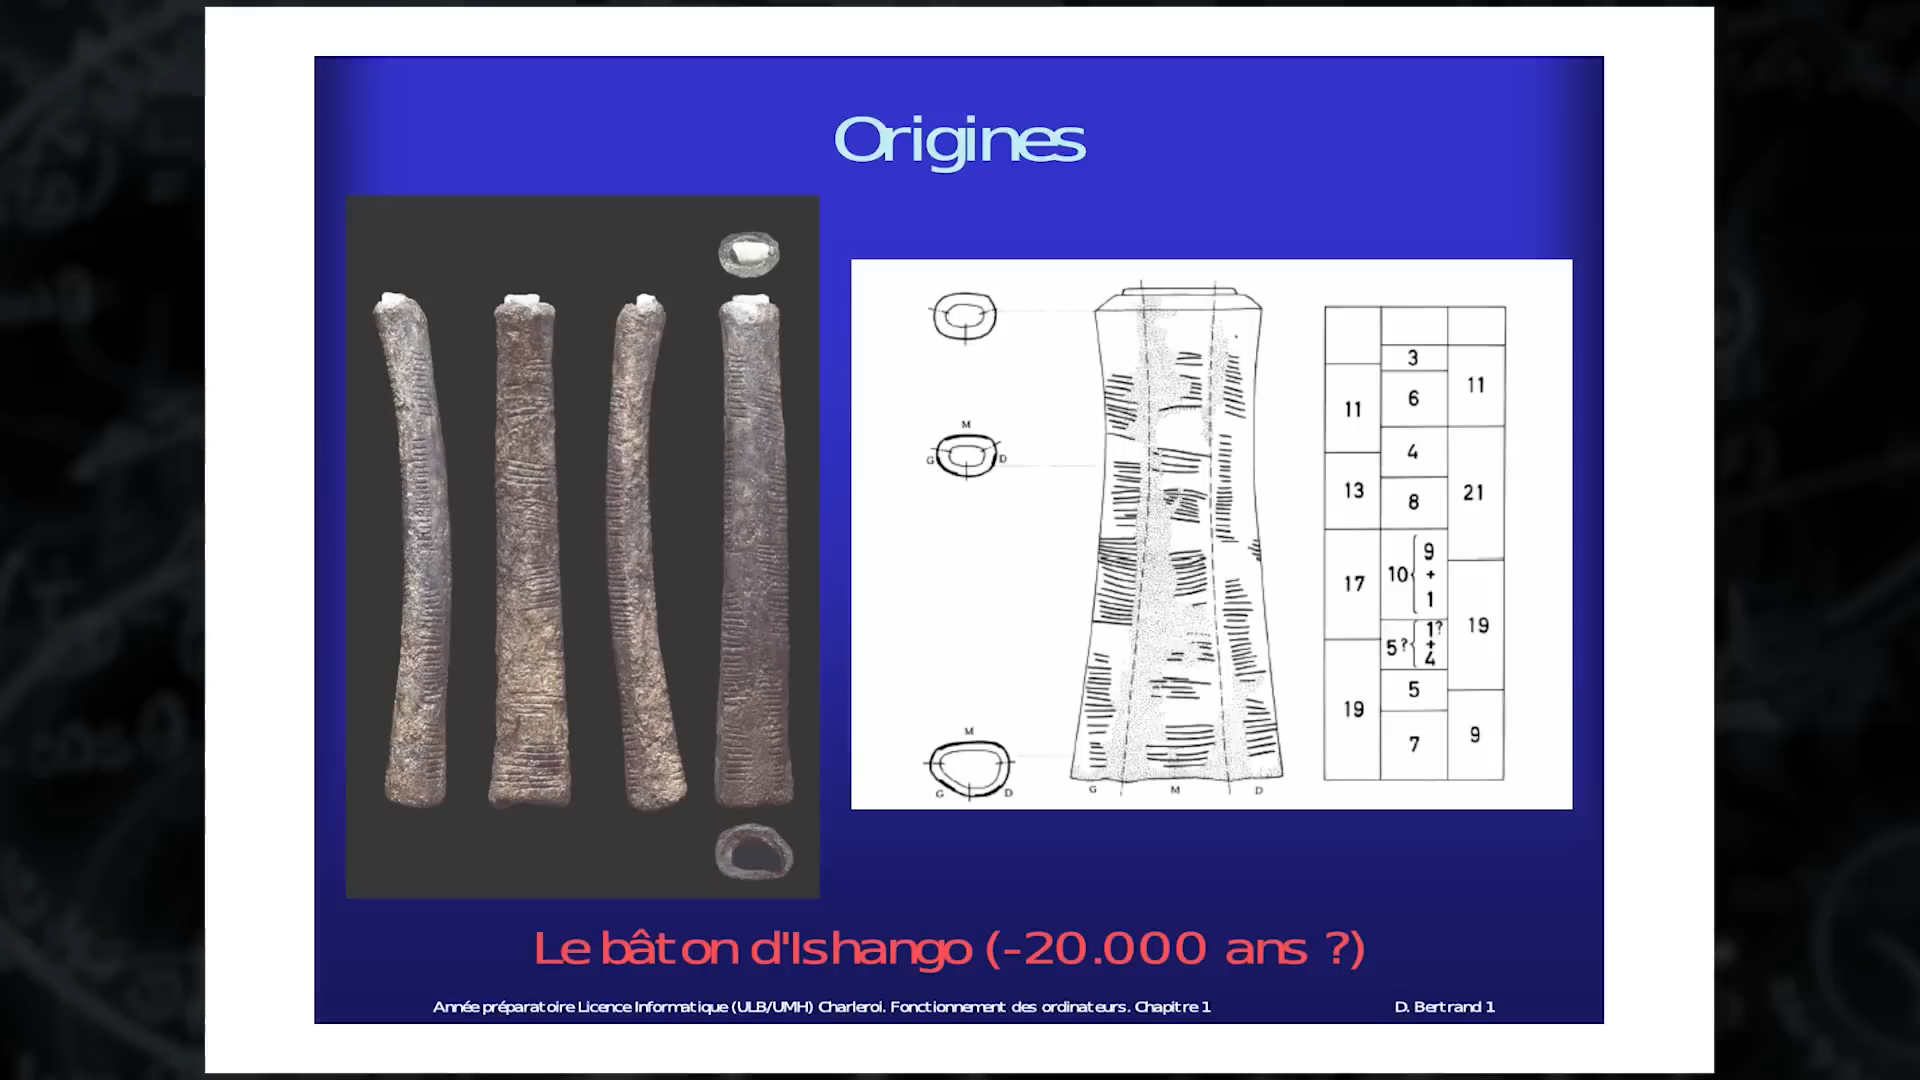 Origines
M
G D
M
G D
G M D
3
11
6
11
4
13
8
21
10 { 9 + 1
17
5? { 1? + 4
19
5
19
7
9
Le bâton d'Ishango (-20.000 ans ?)
Année préparatoire Licence Informatique (ULB/UMH) Charleroi. Fonctionnement des ordinateurs. Chapitre 1
D. Bertrand 1